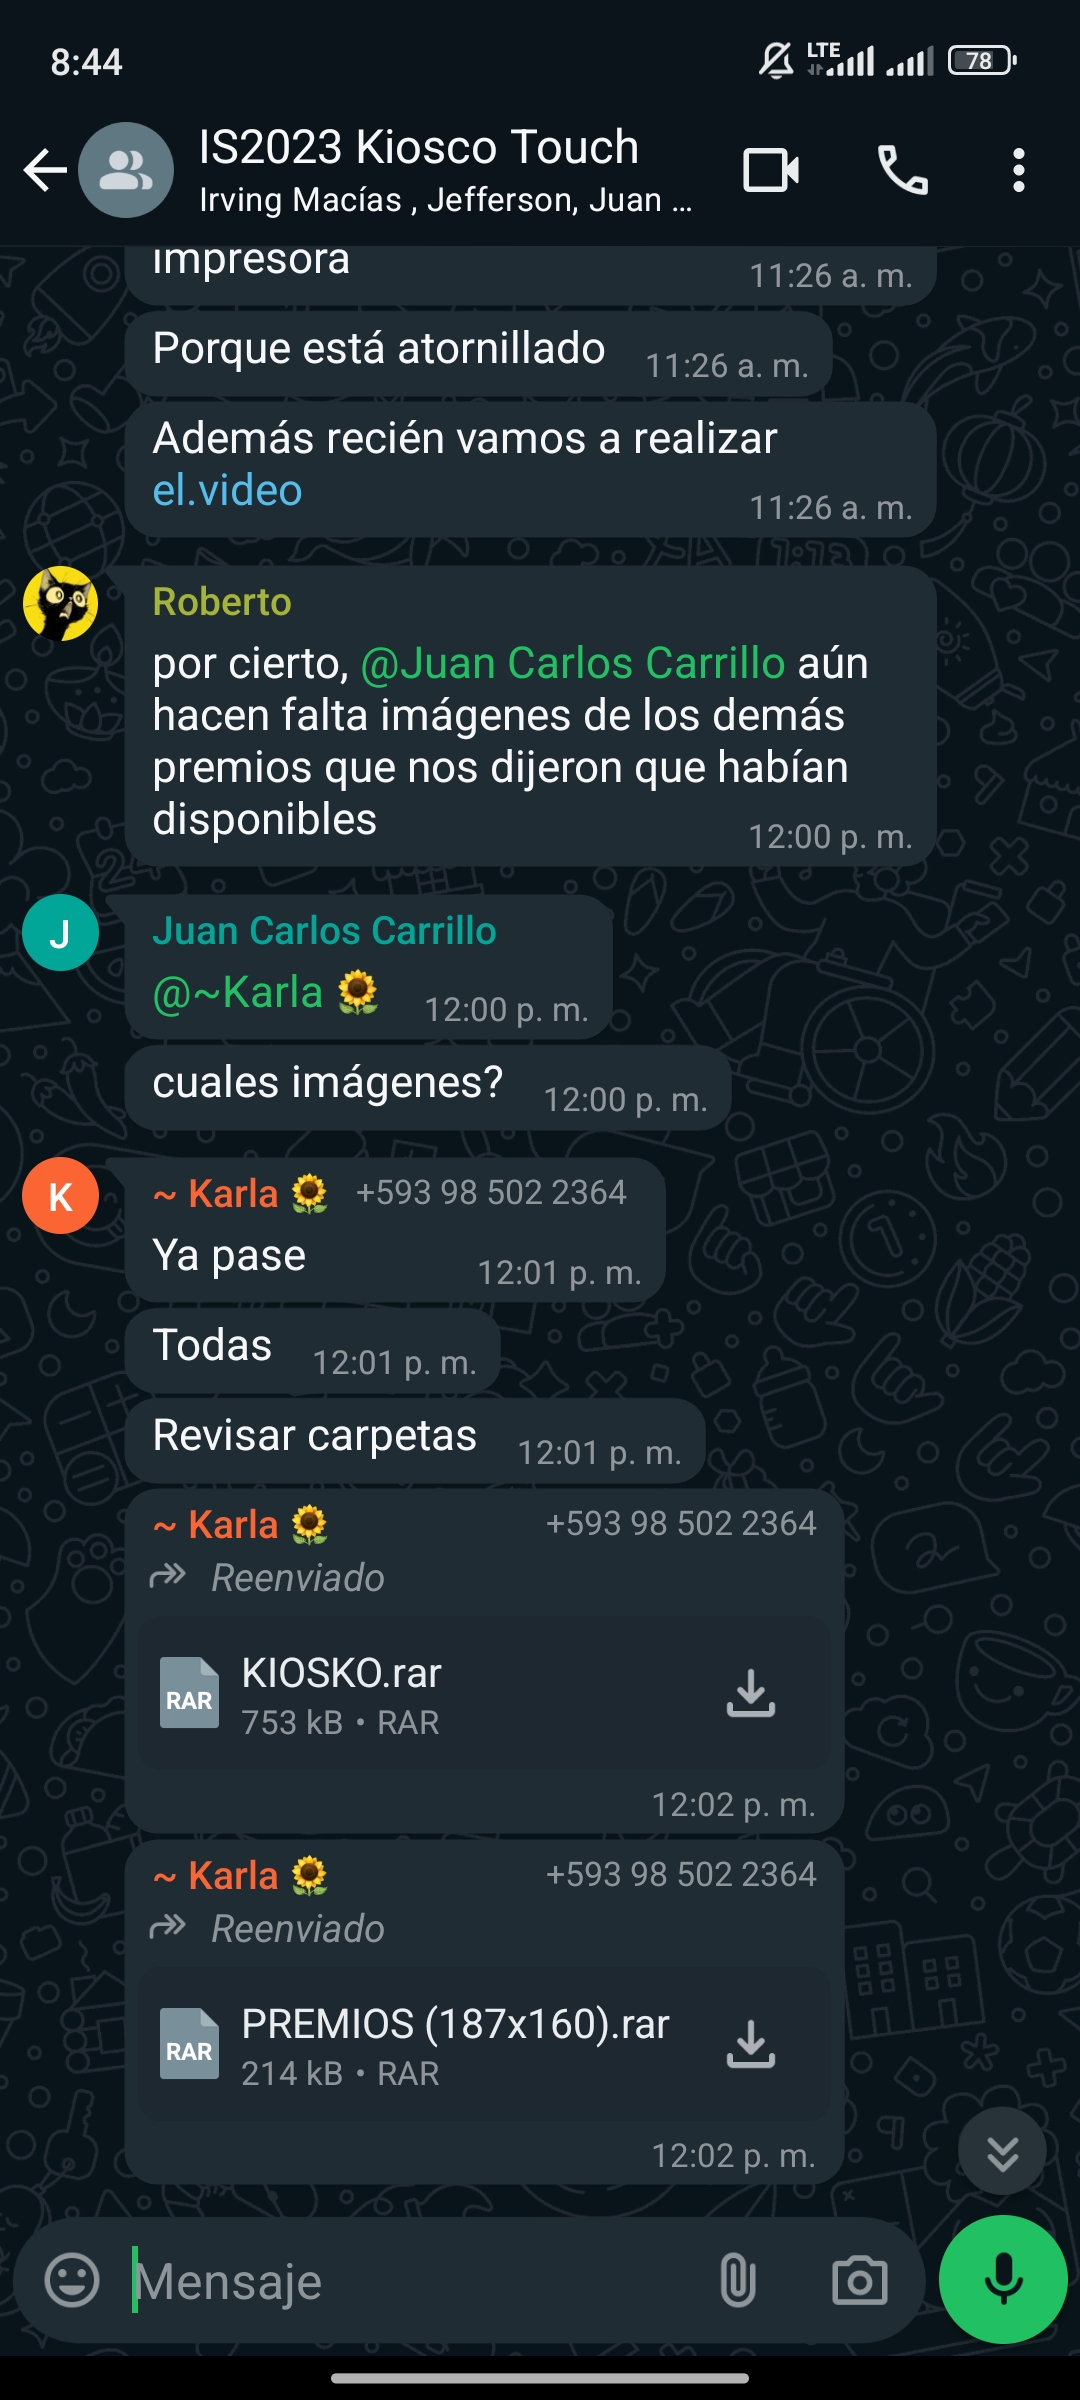 8:44
LTE
78
IS2023 Kiosco Touch
Irving Macías , Jefferson, Juan ...
impresora
11:26 a. m.
Porque está atornillado
11:26 a. m.
Además recién vamos a realizar
el.video
11:26 a. m.
Roberto
por cierto, @Juan Carlos Carrillo aún
hacen falta imágenes de los demás
premios que nos dijeron que habían
disponibles
12:00 p. m.
J
Juan Carlos Carrillo
@~Karla 🌻
12:00 p. m.
cuales imágenes?
12:00 p. m.
K
~ Karla 🌻 +593 98 502 2364
Ya pase
12:01 p. m.
Todas
12:01 p. m.
Revisar carpetas
12:01 p. m.
~ Karla 🌻 +593 98 502 2364
Reenviado
RAR
KIOSKO.rar
753 kB • RAR
12:02 p. m.
~ Karla 🌻 +593 98 502 2364
Reenviado
RAR
PREMIOS (187x160).rar
214 kB • RAR
12:02 p. m.
Mensaje